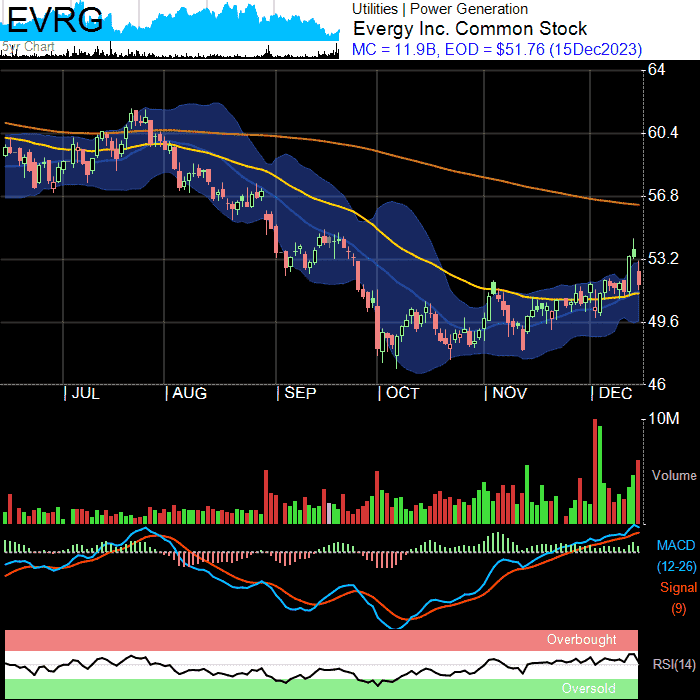 EVRG
5yr Chart
Utilities | Power Generation
Evergy Inc. Common Stock
MC = 11.9B, EOD = $51.76 (15Dec2023)
64
60.4
56.8
53.2
49.6
46
| JUL | AUG | SEP | OCT | NOV | DEC
10M
Volume
MACD
(12-26)
Signal
(9)
Overbought
RSI(14)
Oversold